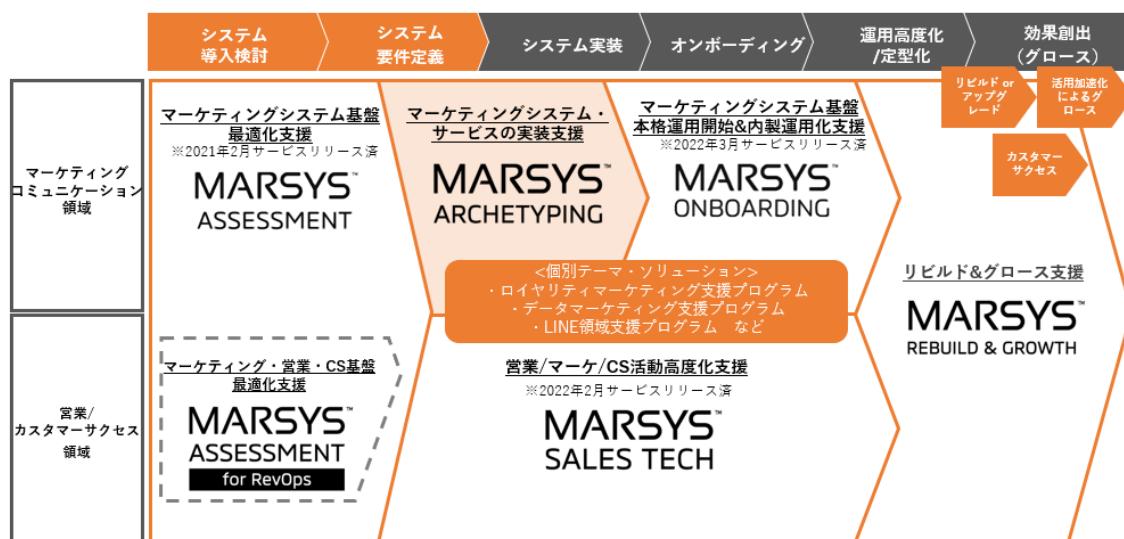 システム
導入検討
システム
要件定義
システム実装
オンボーディング
運用高度化
/定型化
効果創出
(グロース)
リビルド or
アップグ
レード
活用加速化
によるグ
ロース
カスタマー
サクセス
マーケティング
コミュニケーション
領域
マーケティングシステム基盤
最適化支援
※2021年2月サービスリリース済
MARSYS™
ASSESSMENT
マーケティングシステム・
サービスの実装支援
MARSYS™
ARCHETYPING
マーケティングシステム基盤
本格運用開始&内製運用化支援
※2022年3月サービスリリース済
MARSYS™
ONBOARDING
<個別テーマ・ソリューション>
・ロイヤリティマーケティング支援プログラム
・データマーケティング支援プログラム
・LINE領域支援プログラム　など
リビルド&グロース支援
MARSYS™
REBUILD & GROWTH
営業/
カスタマーサクセス
領域
マーケティング・営業・CS基盤
最適化支援
MARSYS™
ASSESSMENT
for RevOps
営業/マーケ/CS活動高度化支援
※2022年2月サービスリリース済
MARSYS™
SALES TECH